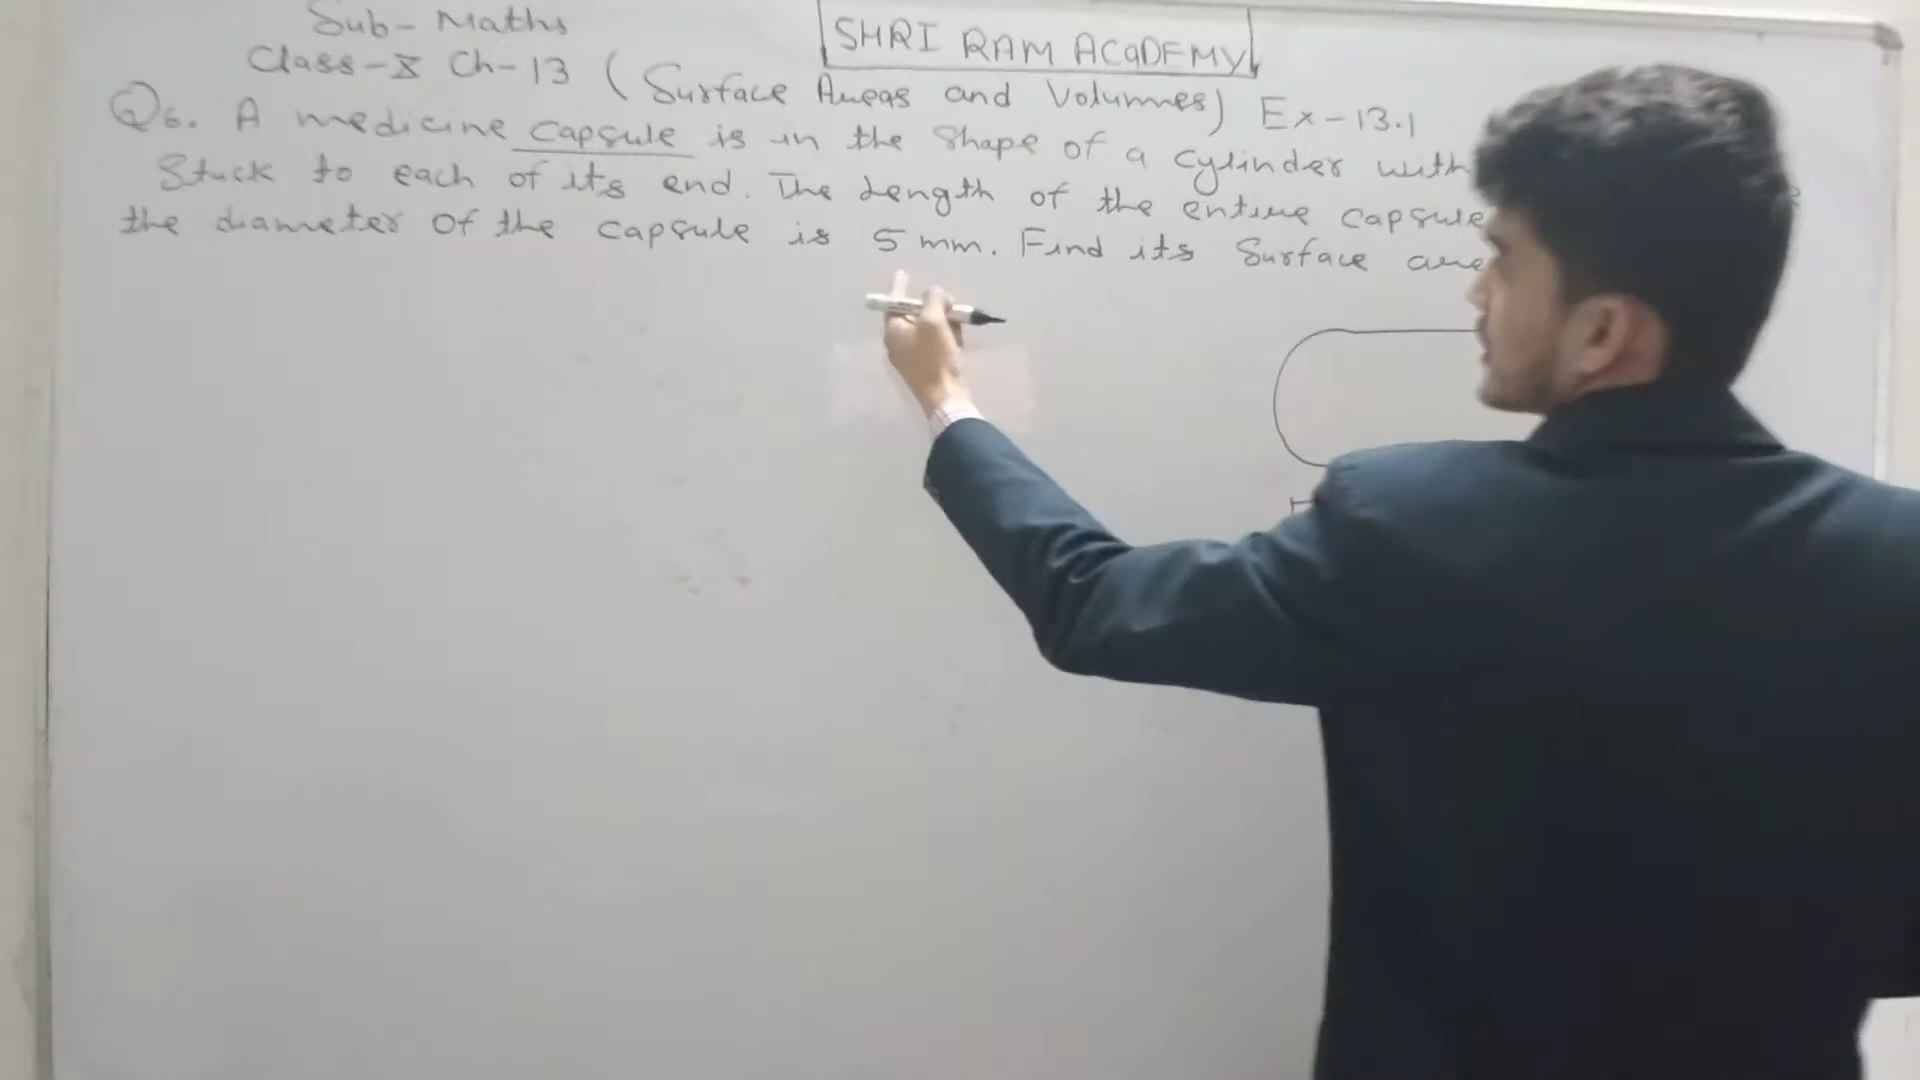 Sub- Maths
SHRI RAM ACADEMY
Class-X Ch-13 (Surface Areas and Volumes) Ex-13.1
Q6. A medicine capsule is in the shape of a cylinder with
Stuck to each of its end. The Length of the entire capsule
the diameter of the capsule is 5 mm. Find its Surface are